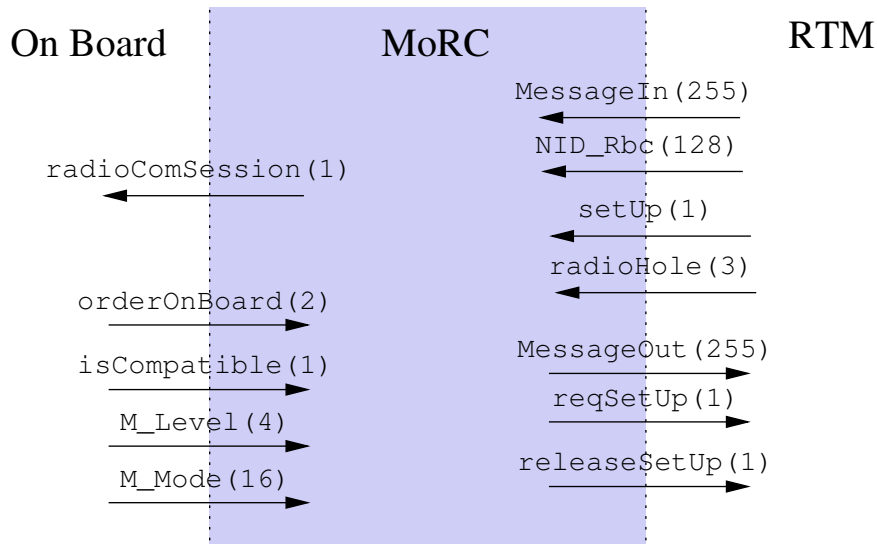 On Board
MoRC
RTM
MessageIn(255)
NID_Rbc(128)
radioComSession(1)
setUp(1)
radioHole(3)
orderOnBoard(2)
MessageOut(255)
isCompatible(1)
reqSetUp(1)
M_Level(4)
releaseSetUp(1)
M_Mode(16)